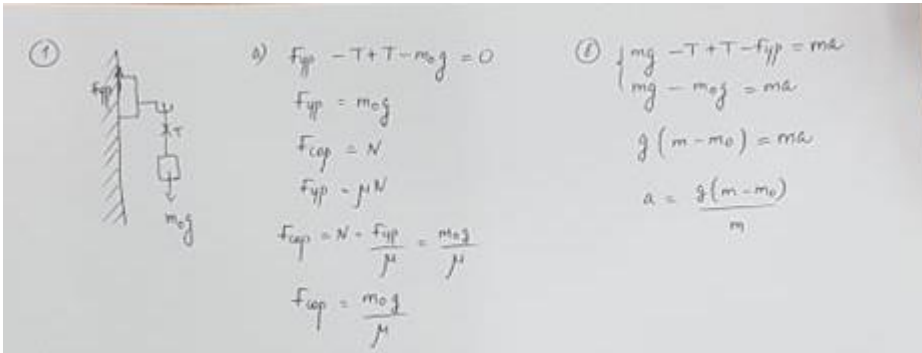 ①
fтр
T
m₀g
а) fтр - T + T - m₀g = 0
fтр = m₀g
fсор = N
fтр = μN
fсор = N = fтр/μ = m₀g/μ
fсор = m₀g/μ
б) { mg - T + T - fтр = ma
mg - m₀g = ma
g(m - m₀) = ma
a = g(m - m₀)/m